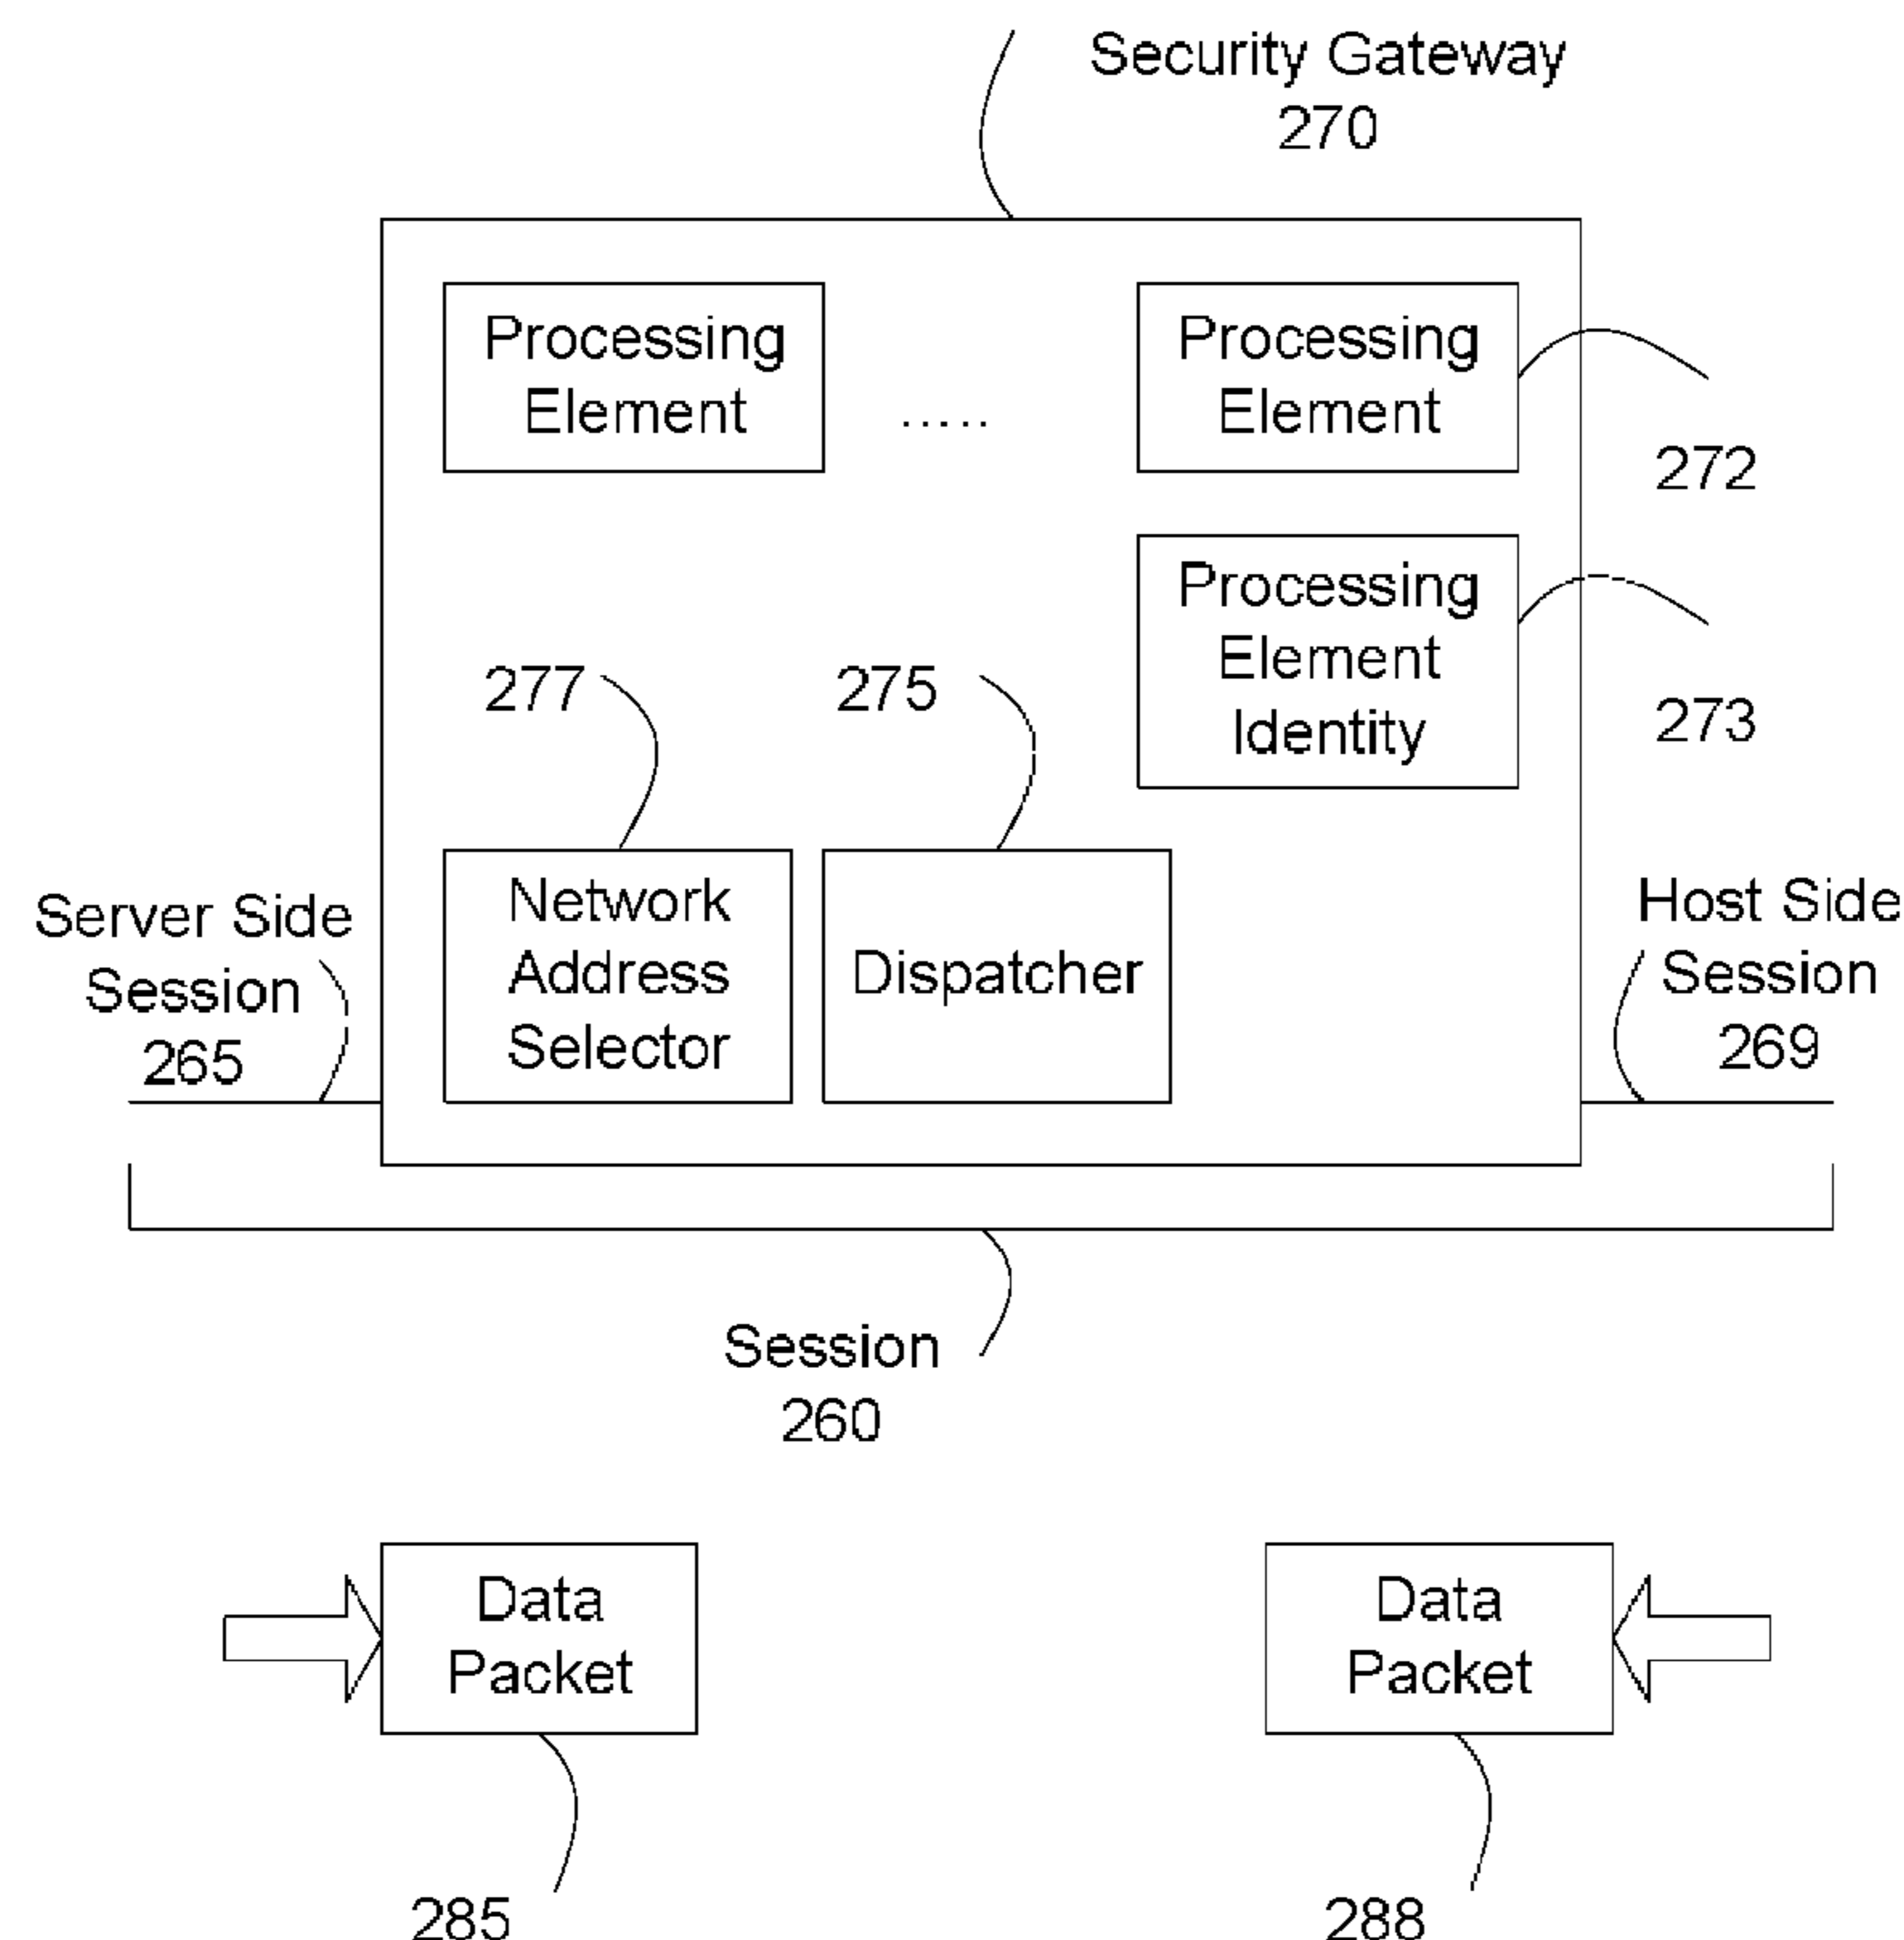 Security Gateway
270
Processing
Element
.....
Processing
Element
272
Processing
Element
Identity
273
277
275
Network
Address
Selector
Dispatcher
Server Side
Session
265
Host Side
Session
269
Session
260
Data
Packet
285
Data
Packet
288